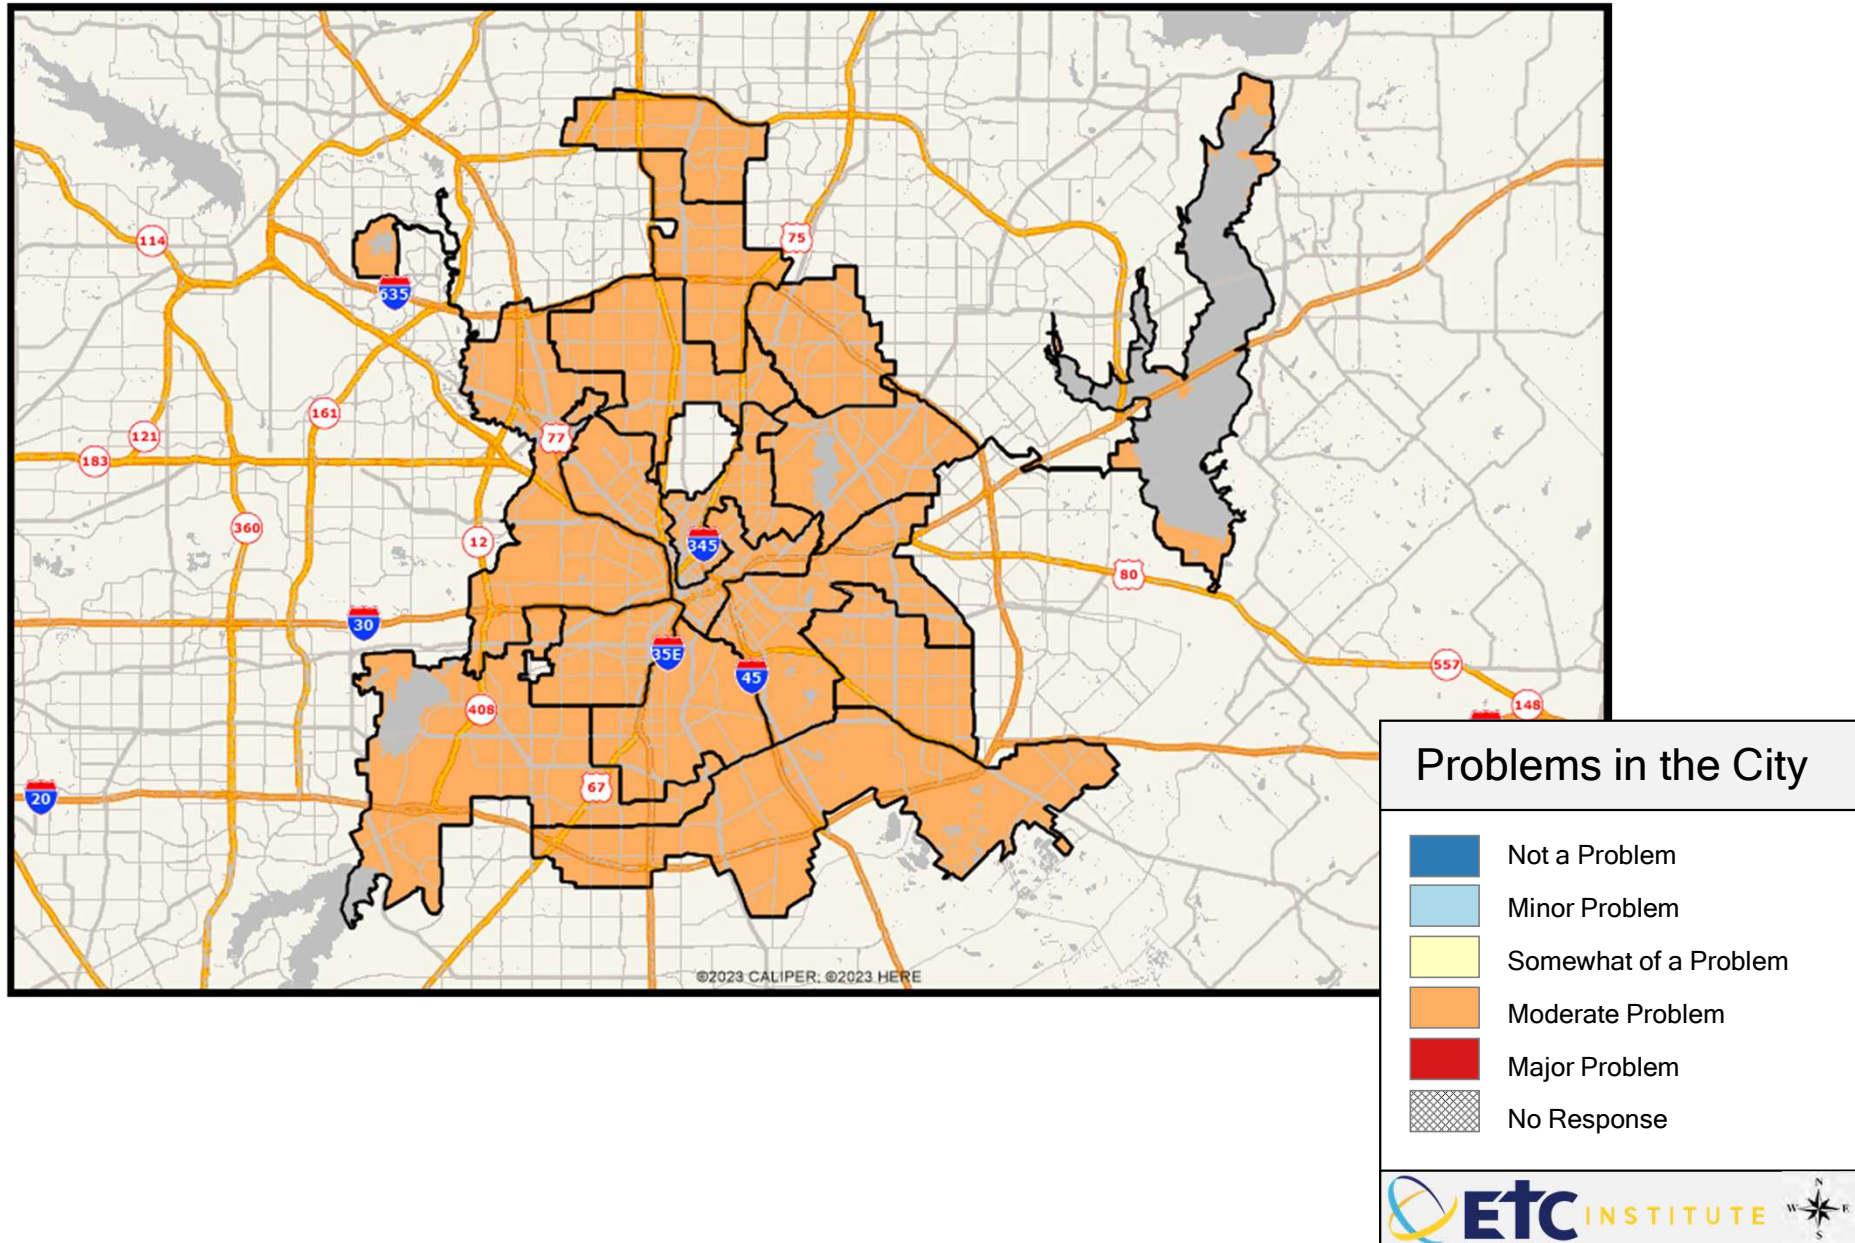 75
114
635
161
77
121
183
360
12
345
80
30
35E
45
557
408
148
67
20
©2023 CALIPER; ©2023 HERE
Problems in the City
Not a Problem
Minor Problem
Somewhat of a Problem
Moderate Problem
Major Problem
No Response
ETC INSTITUTE
N
W E
S